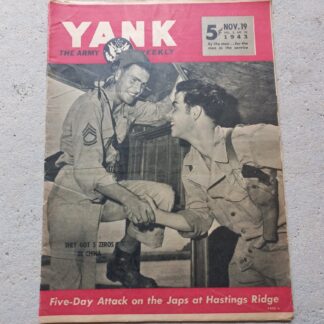 YANK
THE ARMY WEEKLY
5¢ NOV. 19
1943
By the men .. for the
men in the service
THEY GOT 5 ZEROS
IN CHINA
Five-Day Attack on the Japs at Hastings Ridge